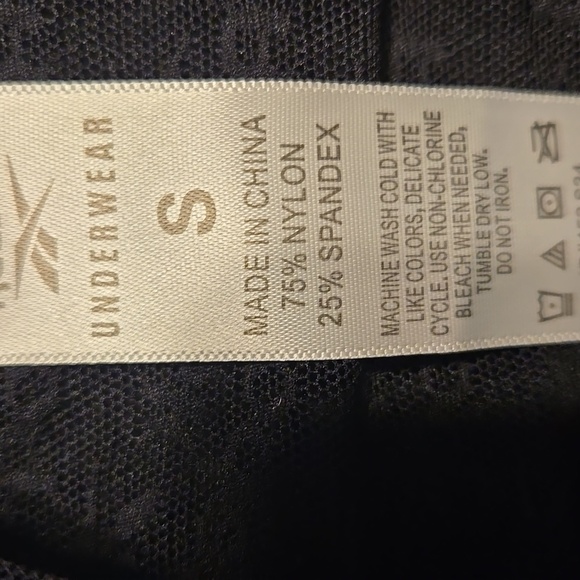 UNDERWEAR
S
MADE IN CHINA
75% NYLON
25% SPANDEX
MACHINE WASH COLD WITH
LIKE COLORS, DELICATE
CYCLE. USE NON-CHLORINE
BLEACH WHEN NEEDED,
TUMBLE DRY LOW.
DO NOT IRON.